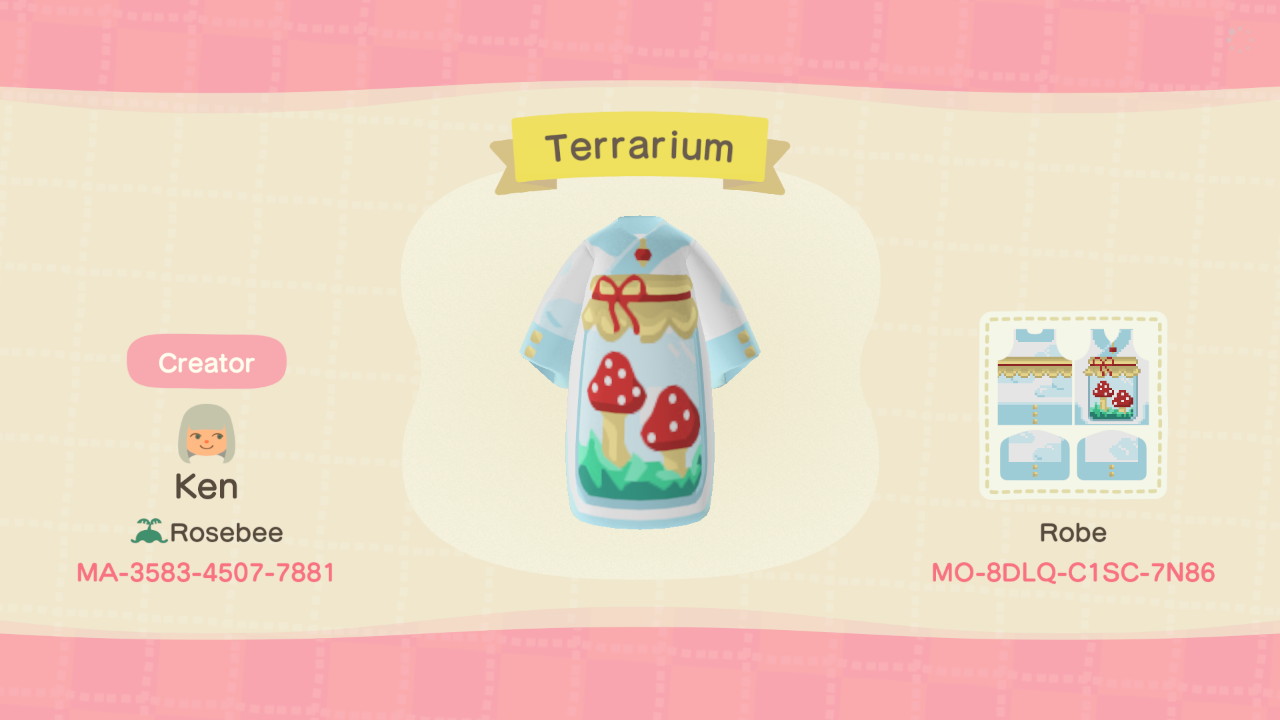 Terrarium
Creator
Ken
Rosebee
MA-3583-4507-7881
Robe
MO-8DLQ-C1SC-7N86